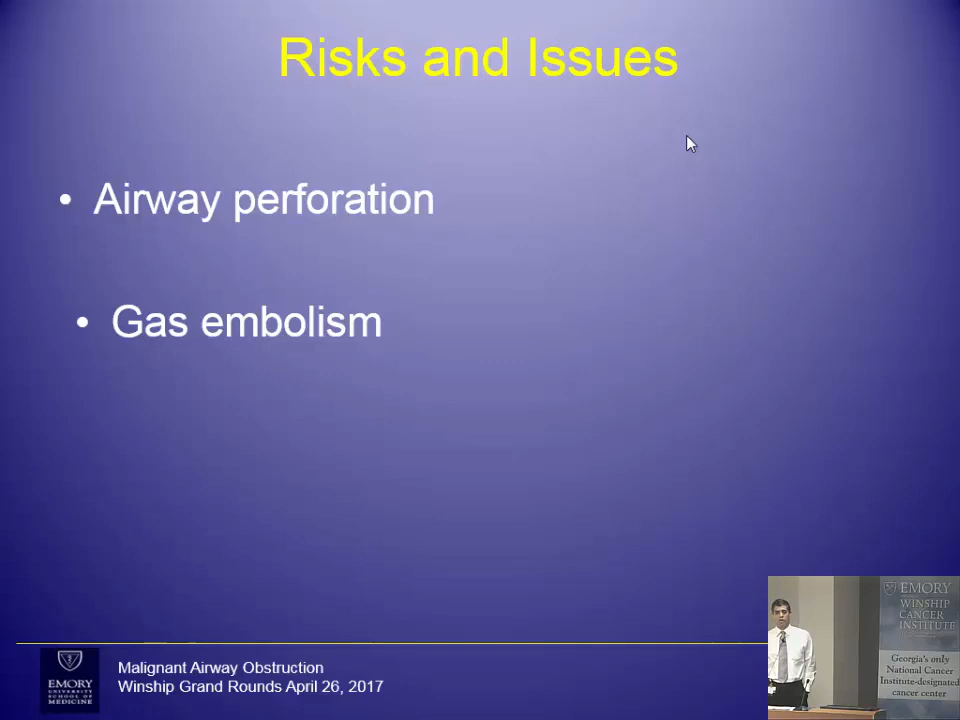 Risks and Issues
• Airway perforation
• Gas embolism
EMORY
UNIVERSITY
SCHOOL OF
MEDICINE
Malignant Airway Obstruction
Winship Grand Rounds April 26, 2017
EMORY
WINSHIP
CANCER
INSTITUTE
Georgia's only
National Cancer
Institute-designated
cancer center